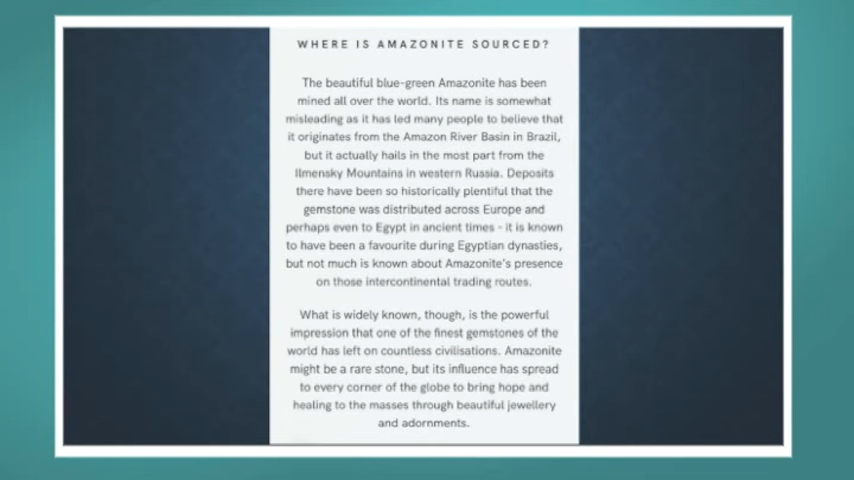 WHERE IS AMAZONITE SOURCED?
The beautiful blue-green Amazonite has been
mined all over the world. Its name is somewhat
misleading as it has led many people to believe that
it originates from the Amazon River Basin in Brazil,
but it actually hails in the most part from the
Ilmensky Mountains in western Russia. Deposits
there have been so historically plentiful that the
gemstone was distributed across Europe and
perhaps even to Egypt in ancient times - it is known
to have been a favourite during Egyptian dynasties,
but not much is known about Amazonite's presence
on those intercontinental trading routes.
What is widely known, though, is the powerful
impression that one of the finest gemstones of the
world has left on countless civilisations. Amazonite
might be a rare stone, but its influence has spread
to every corner of the globe to bring hope and
healing to the masses through beautiful jewellery
and adornments.